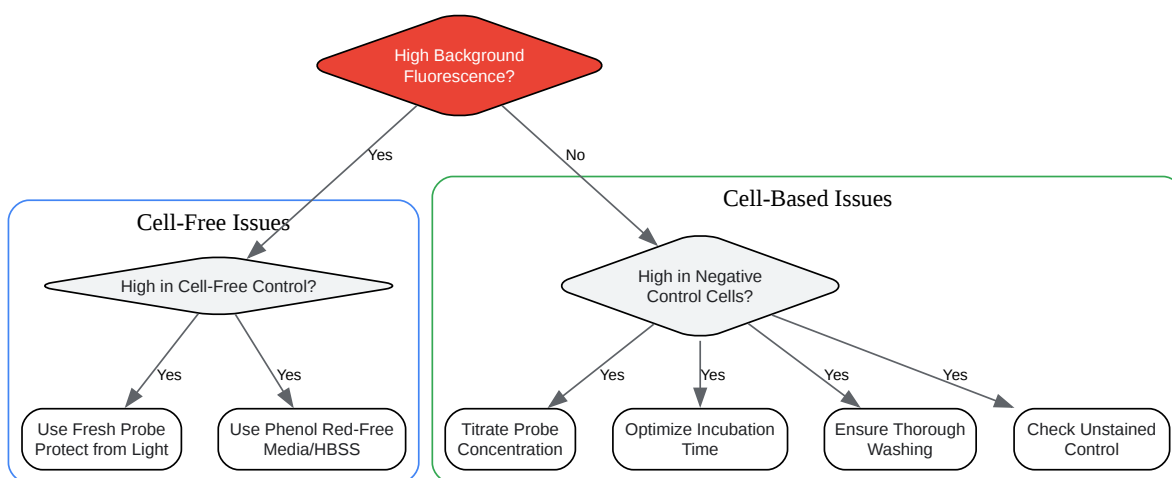 High Background
Fluorescence?
Yes
No
Cell-Free Issues
Cell-Based Issues
High in Cell-Free Control?
High in Negative
Control Cells?
Yes
Yes
Yes
Yes
Yes
Yes
Use Fresh Probe
Protect from Light
Use Phenol Red-Free
Media/HBSS
Titrate Probe
Concentration
Optimize Incubation
Time
Ensure Thorough
Washing
Check Unstained
Control